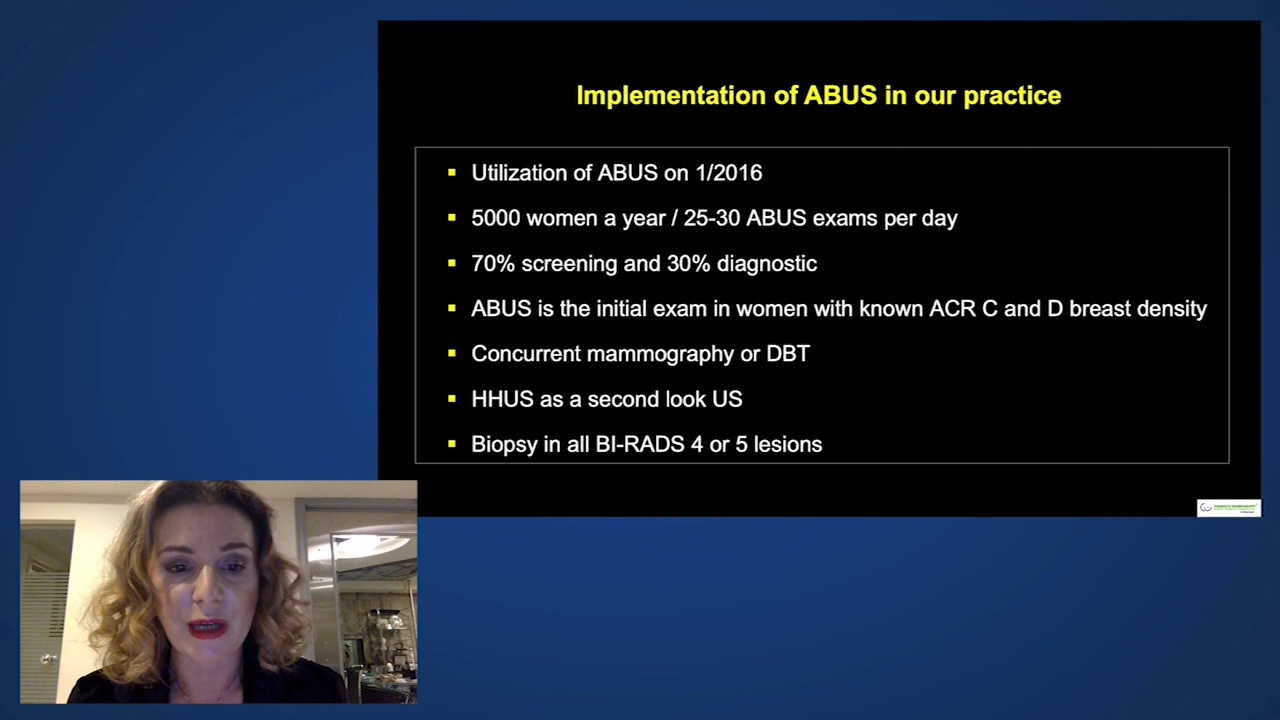 Implementation of ABUS in our practice
Utilization of ABUS on 1/2016
5000 women a year / 25-30 ABUS exams per day
70% screening and 30% diagnostic
ABUS is the initial exam in women with known ACR C and D breast density
Concurrent mammography or DBT
HHUS as a second look US
Biopsy in all BI-RADS 4 or 5 lesions